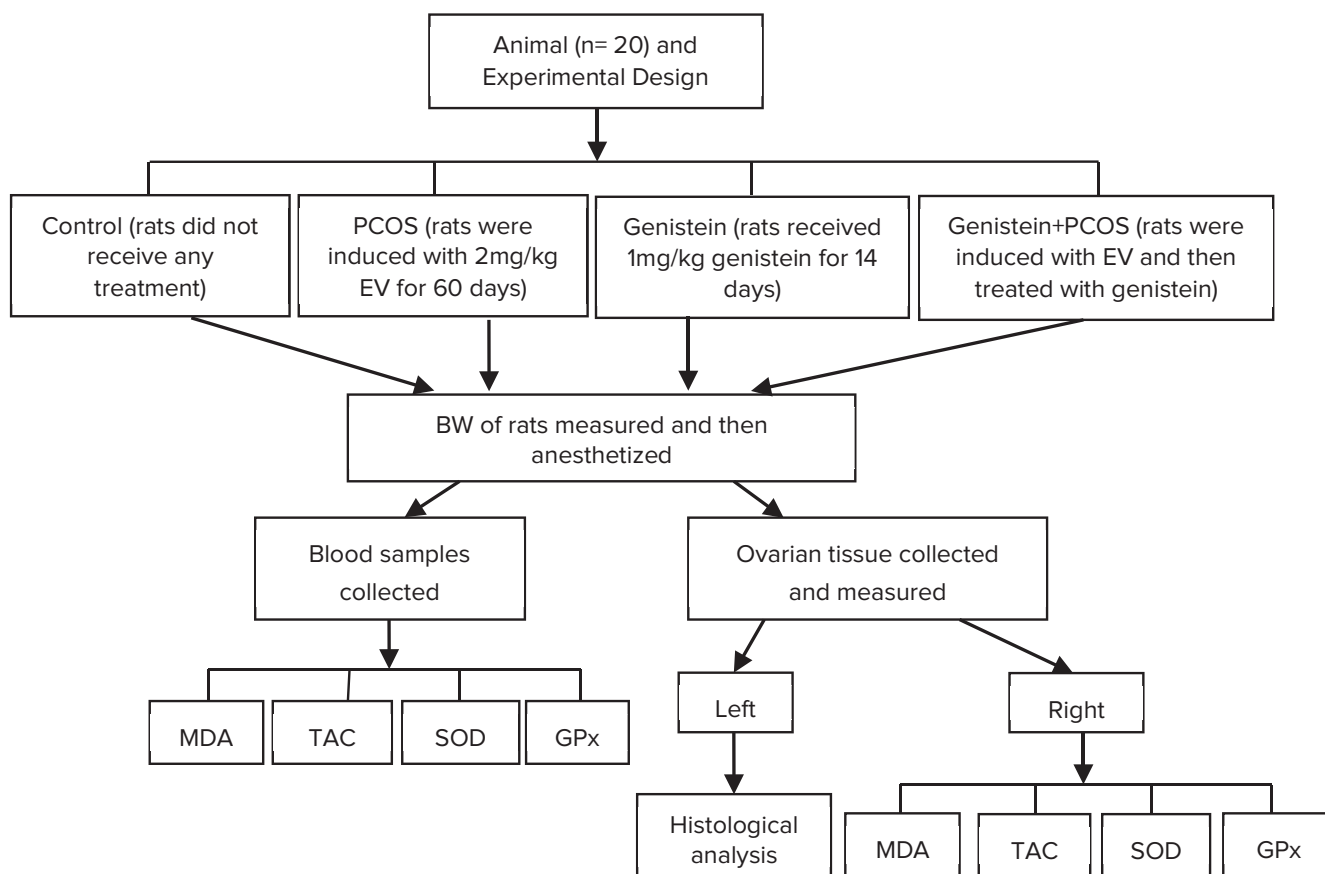 Animal (n= 20) and
Experimental Design
Control (rats did not
receive any
treatment)
PCOS (rats were
induced with 2mg/kg
EV for 60 days)
Genistein (rats received
1mg/kg genistein for 14
days)
Genistein+PCOS (rats were
induced with EV and then
treated with genistein)
BW of rats measured and then
anesthetized
Blood samples
collected
Ovarian tissue collected
and measured
MDA
TAC
SOD
GPx
Left
Right
Histological
analysis
MDA
TAC
SOD
GPx